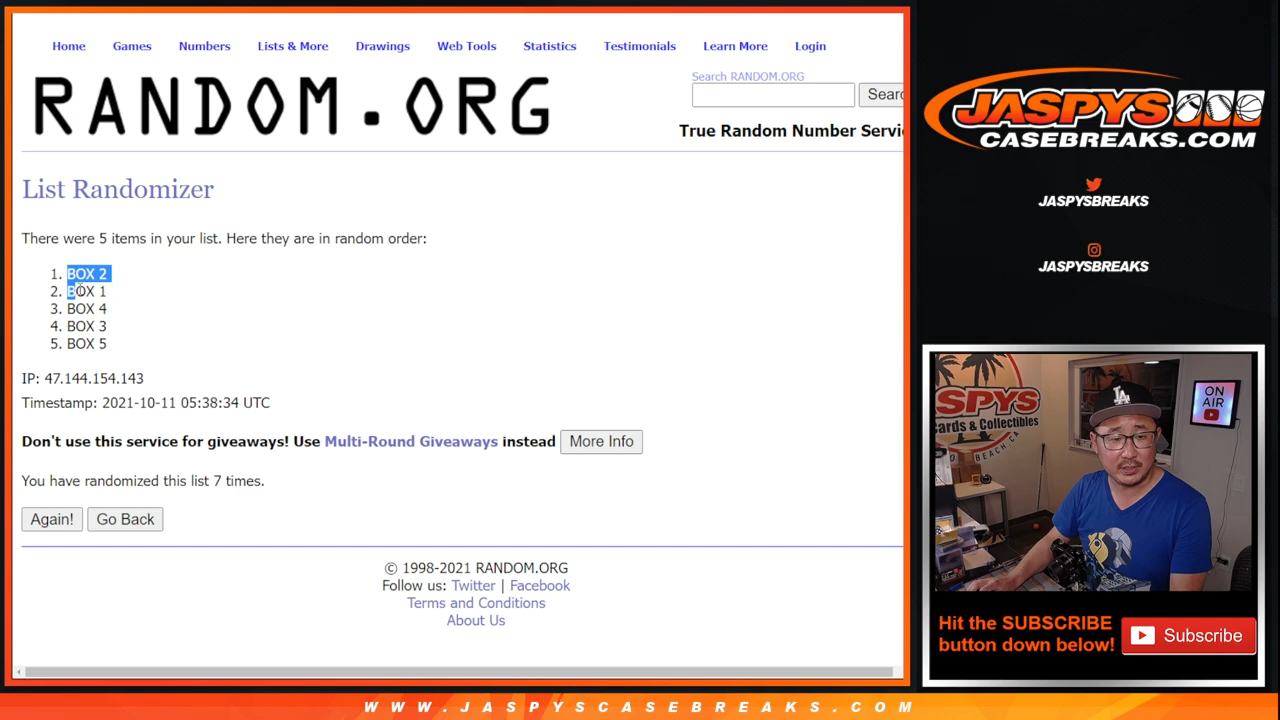 Home Games Numbers Lists & More Drawings Web Tools Statistics Testimonials Learn More Login
RANDOM.ORG
Search RANDOM.ORG
True Random Number Servi
List Randomizer
There were 5 items in your list. Here they are in random order:
1. BOX 2
2. BOX 1
3. BOX 4
4. BOX 3
5. BOX 5
IP: 47.144.154.143
Timestamp: 2021-10-11 05:38:34 UTC
Don't use this service for giveaways! Use Multi-Round Giveaways instead More Info
You have randomized this list 7 times.
Again! Go Back
© 1998-2021 RANDOM.ORG
Follow us: Twitter | Facebook
Terms and Conditions
About Us
JASPYS
CASEBREAKS.COM
JASPYSBREAKS
JASPYSBREAKS
JASPYS
Cards & Collectibles
BEACH CA
ON
AIR
LA
Hit the SUBSCRIBE
button down below!
Subscribe
WWW.JASPYSCASEBREAKS.COM